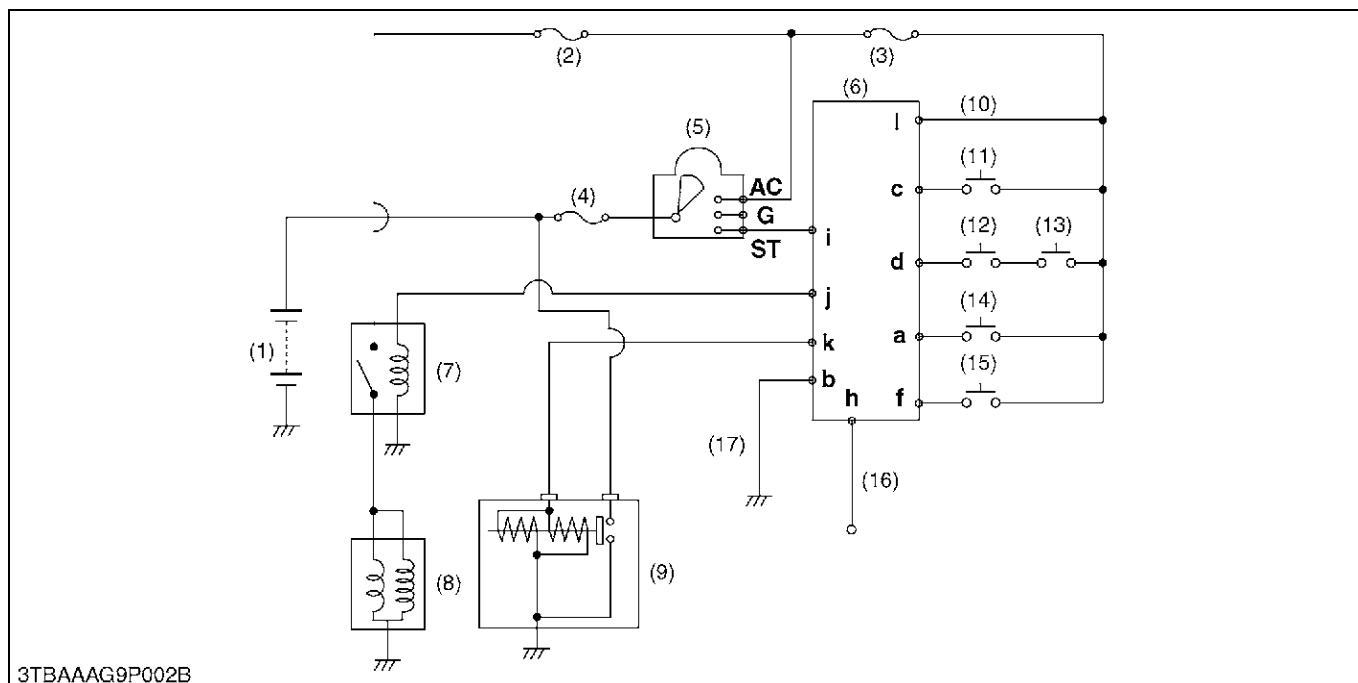 (2)
(3)
(6)
(10)
l
(5)
(11)
AC
c
(4)
G
(12)
(13)
ST
i
d
j
(14)
(1)
k
a
(7)
b
(15)
h
f
(17)
(16)
(8)
(9)
3TBAAAG9P002B